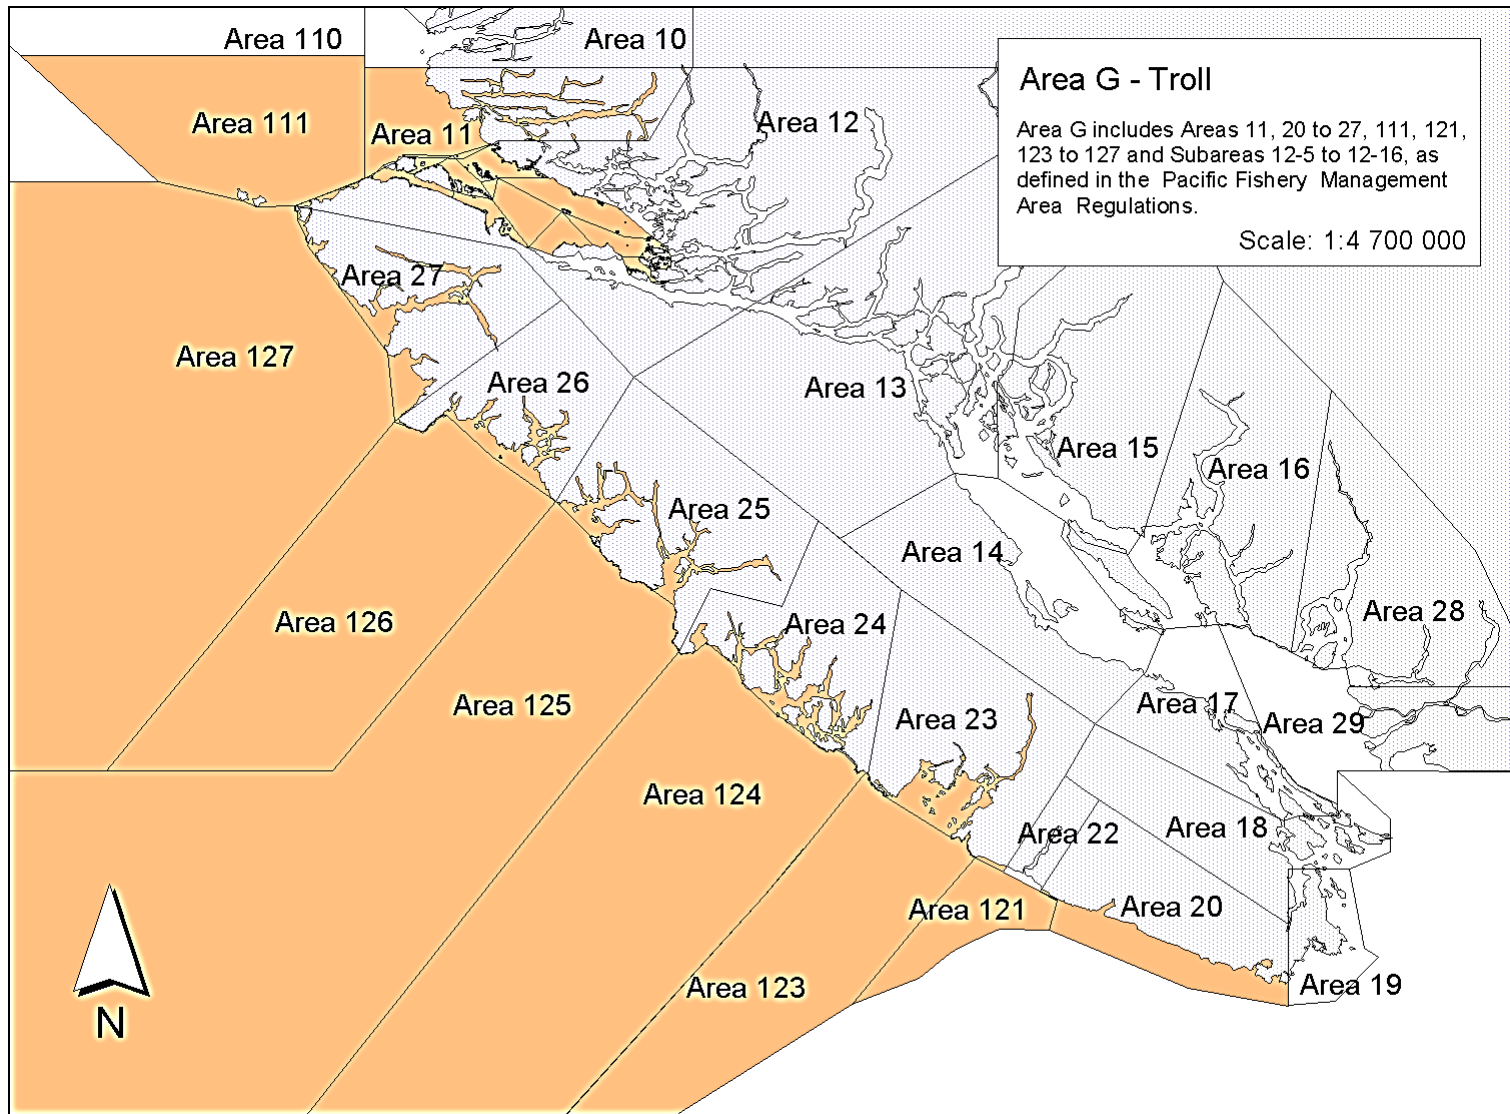 Area 110
Area 10
Area G - Troll
Area G includes Areas 11, 20 to 27, 111, 121,
123 to 127 and Subareas 12-5 to 12-16, as
defined in the Pacific Fishery Management
Area Regulations.
Scale: 1:4 700 000
Area 111
Area 11
Area 12
Area 27
Area 127
Area 26
Area 13
Area 15
Area 16
Area 25
Area 14
Area 126
Area 24
Area 28
Area 125
Area 23
Area 17
Area 29
Area 124
Area 22
Area 18
Area 121
Area 20
Area 123
Area 19
N